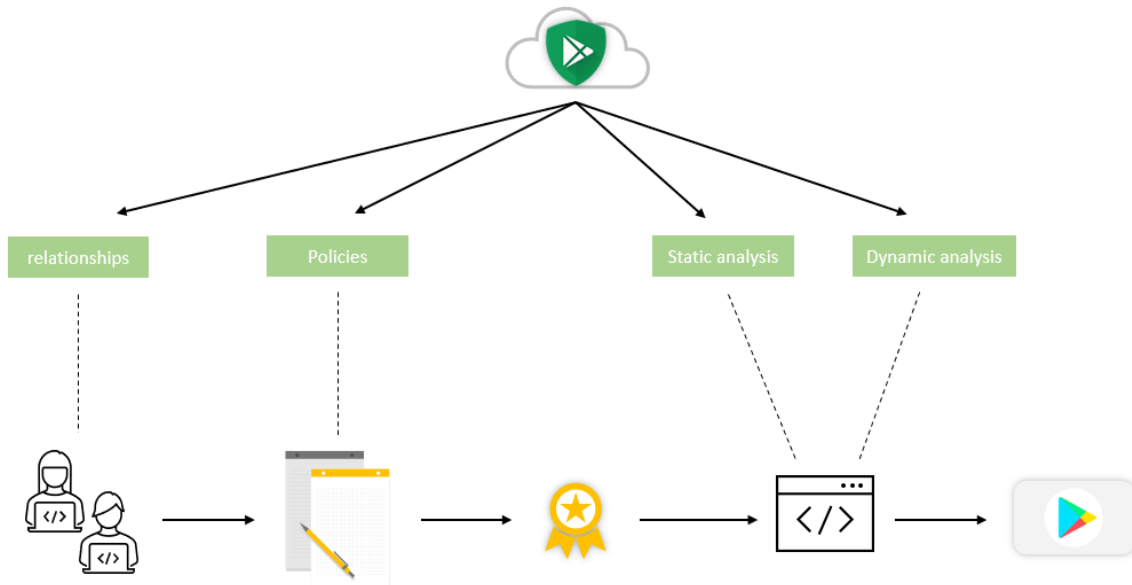 relationships
Policies
Static analysis
Dynamic analysis
</>
</>
</>